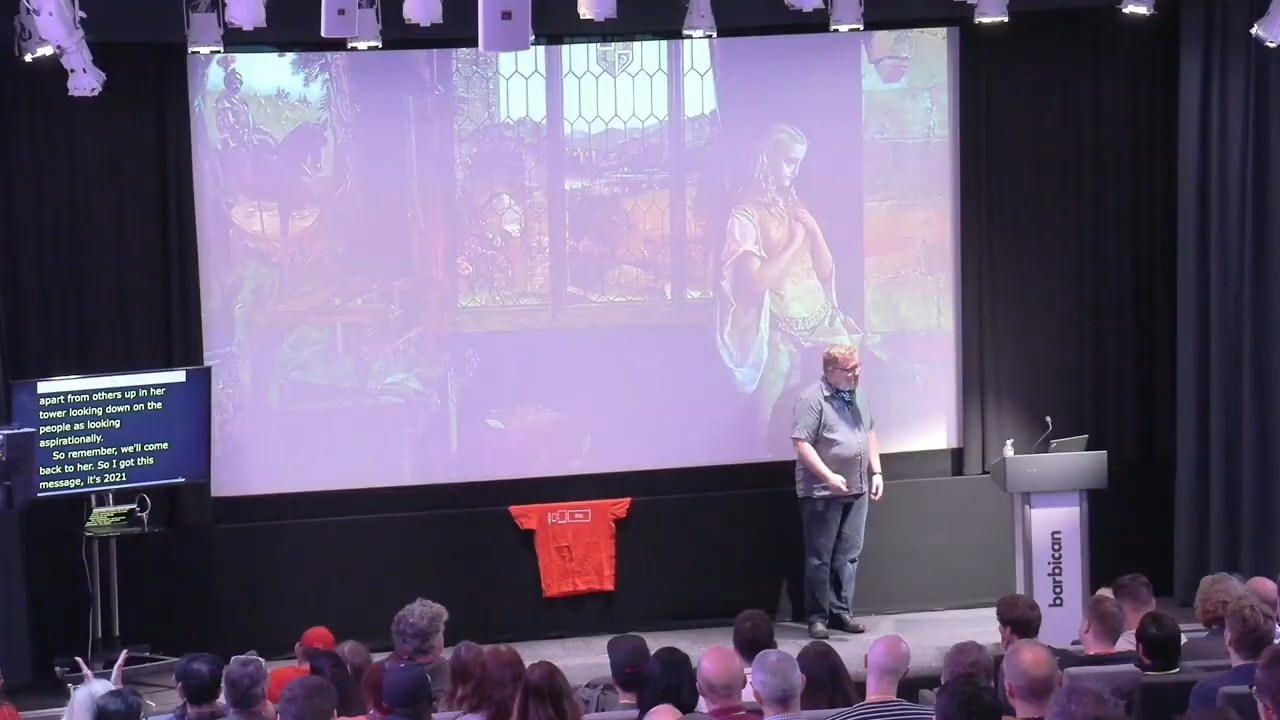 apart from others up in her
tower looking down on the
people as looking
aspirationally.
So remember, we'll come
back to her. So I got this
message, it's 2021
barbican